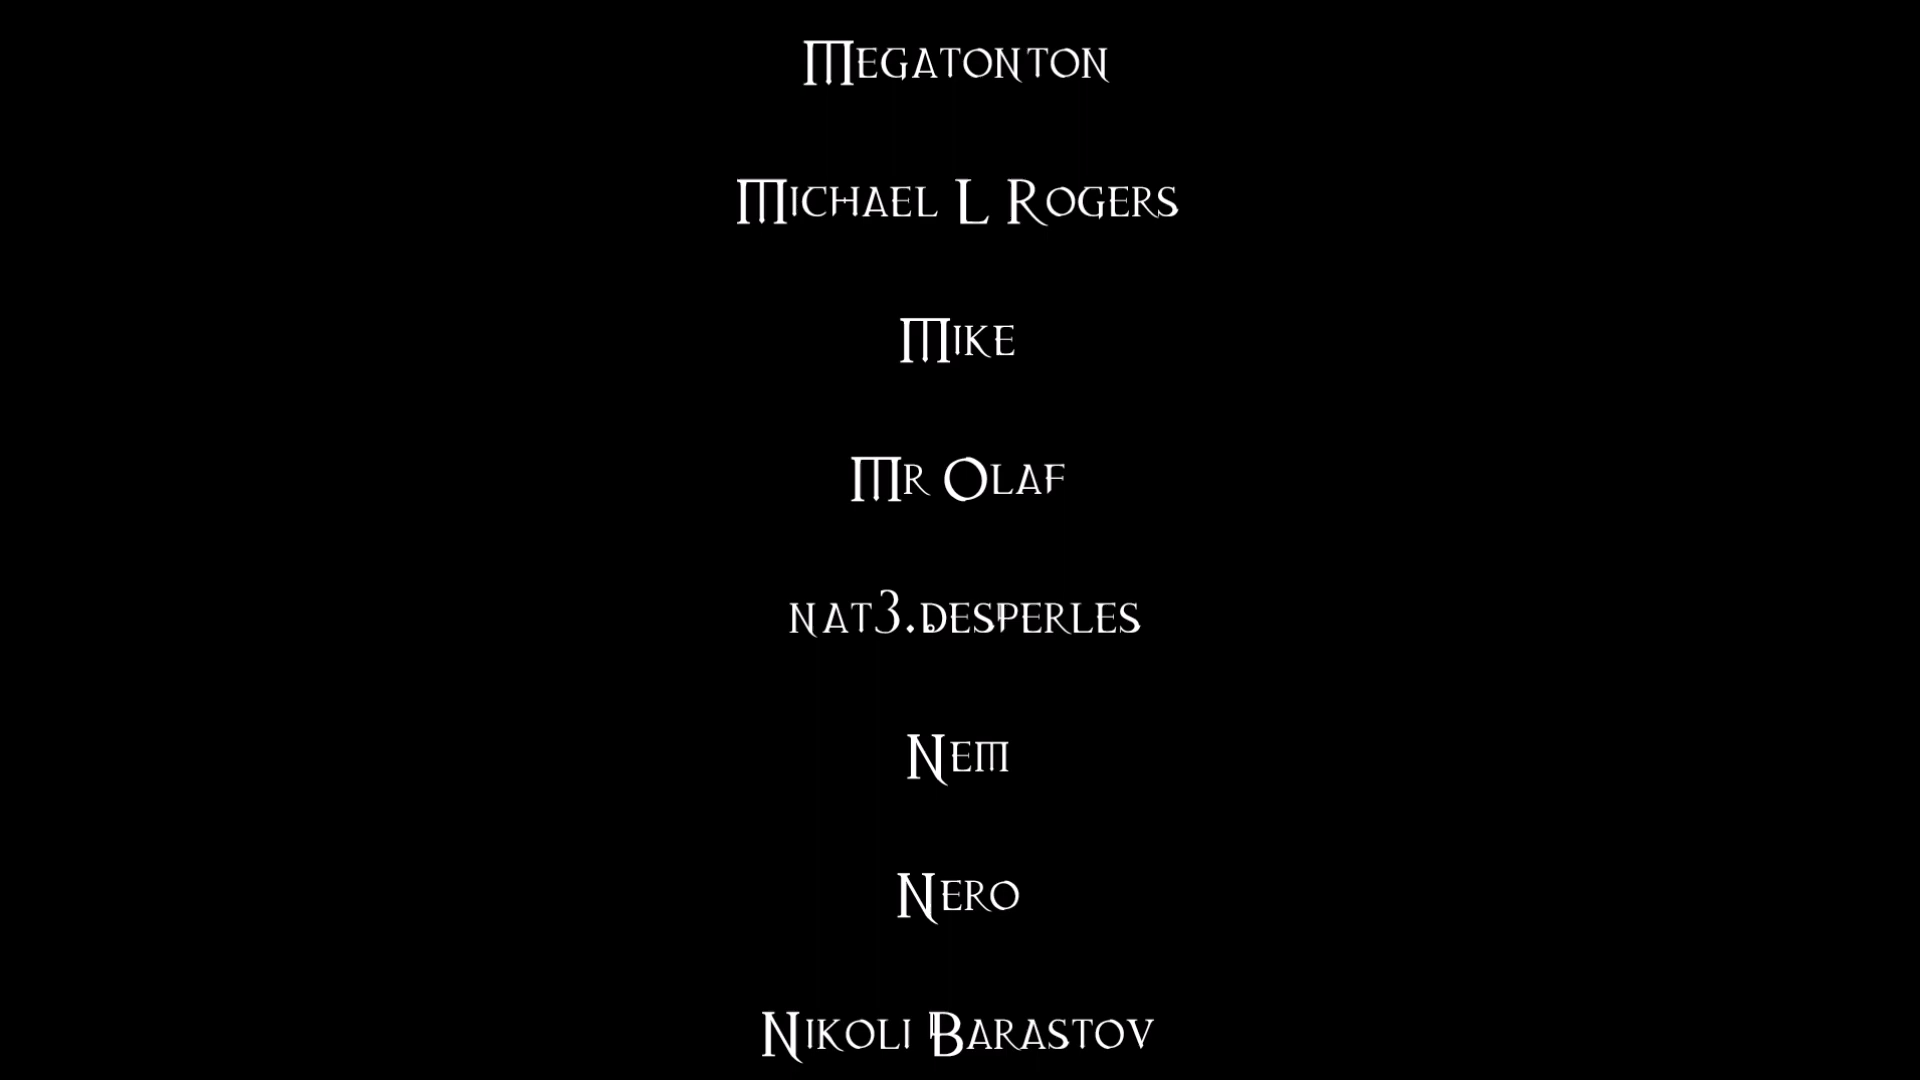 Megatonton
Michael L Rogers
Mike
Mr Olaf
nat3.desperles
Nem
Nero
Nikoli Barastov